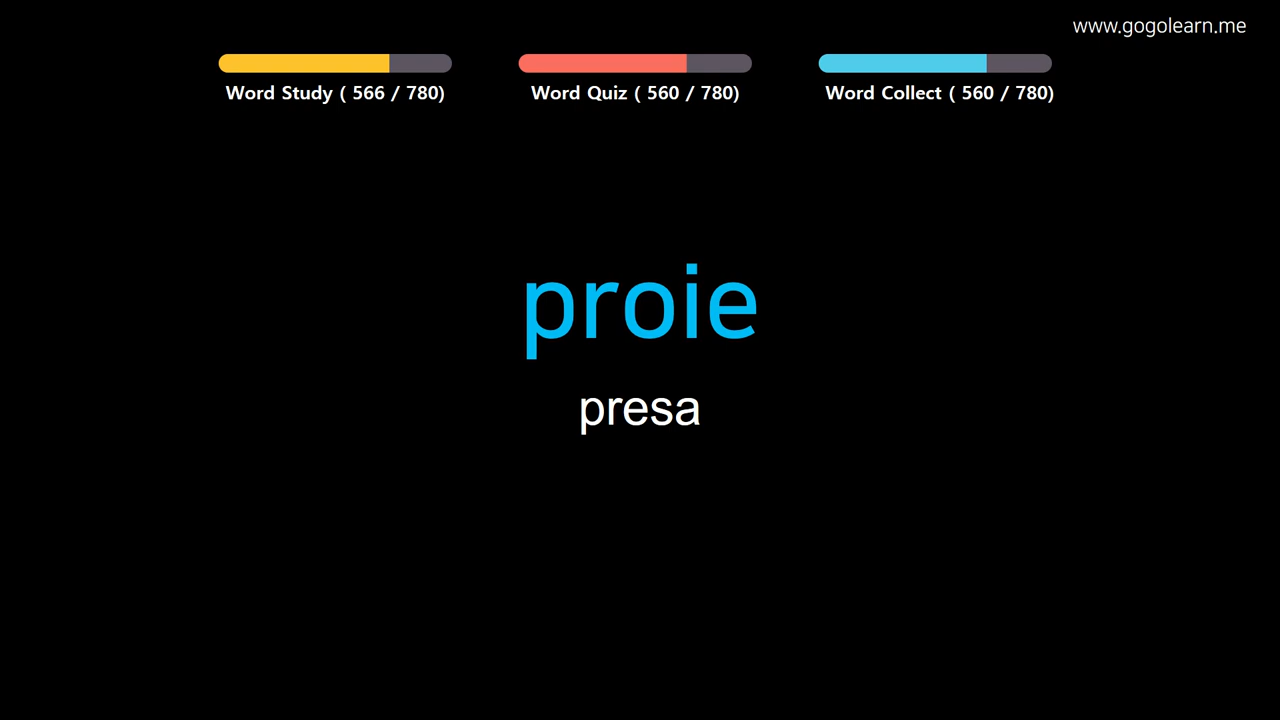 www.gogolearn.me
Word Study ( 566 / 780)
Word Quiz ( 560 / 780)
Word Collect ( 560 / 780)
proie
presa